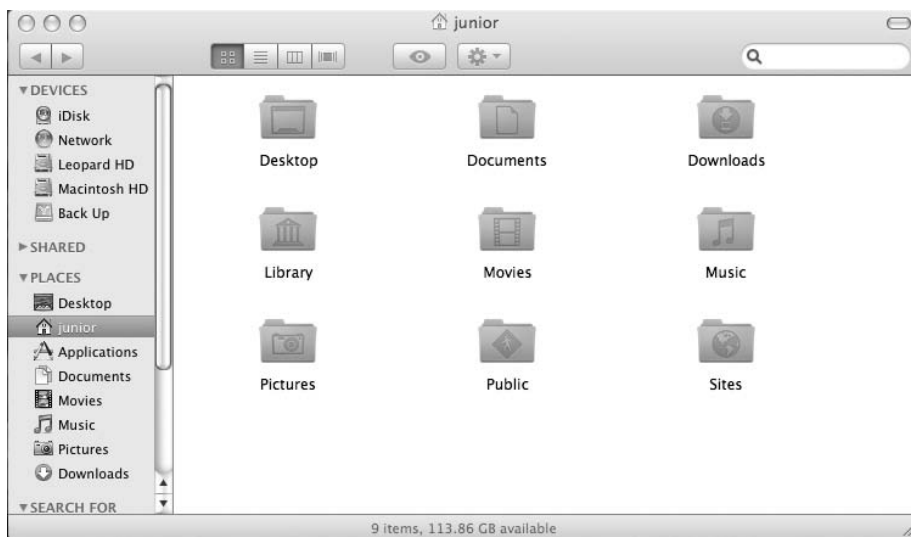 junior
DEVICES
iDisk
Network
Leopard HD
Macintosh HD
Back Up
SHARED
PLACES
Desktop
junior
Applications
Documents
Movies
Music
Pictures
Downloads
SEARCH FOR
Desktop
Documents
Downloads
Library
Movies
Music
Pictures
Public
Sites
9 items, 113.86 GB available